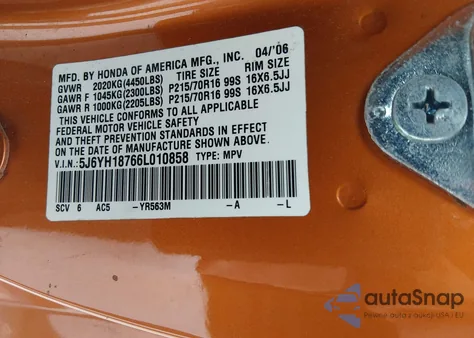 MFD. BY HONDA OF AMERICA MFG., INC. 04/'06
GVWR 2020KG(4450LBS) TIRE SIZE RIM SIZE
GAWR F 1045KG(2300LBS) P215/70R16 99S 16X6.5JJ
GAWR R 1000KG(2205LBS) P215/70R16 99S 16X6.5JJ
THIS VEHICLE CONFORMS TO ALL APPLICABLE
FEDERAL MOTOR VEHICLE SAFETY
AND THEFT PREVENTION STANDARDS IN EFFECT
ON THE DATE OF MANUFACTURE SHOWN ABOVE.
V.I.N.: 5J6YH18766L010858 TYPE: MPV
SCV 6 AC5 -YR563M -A -L
autoSnap